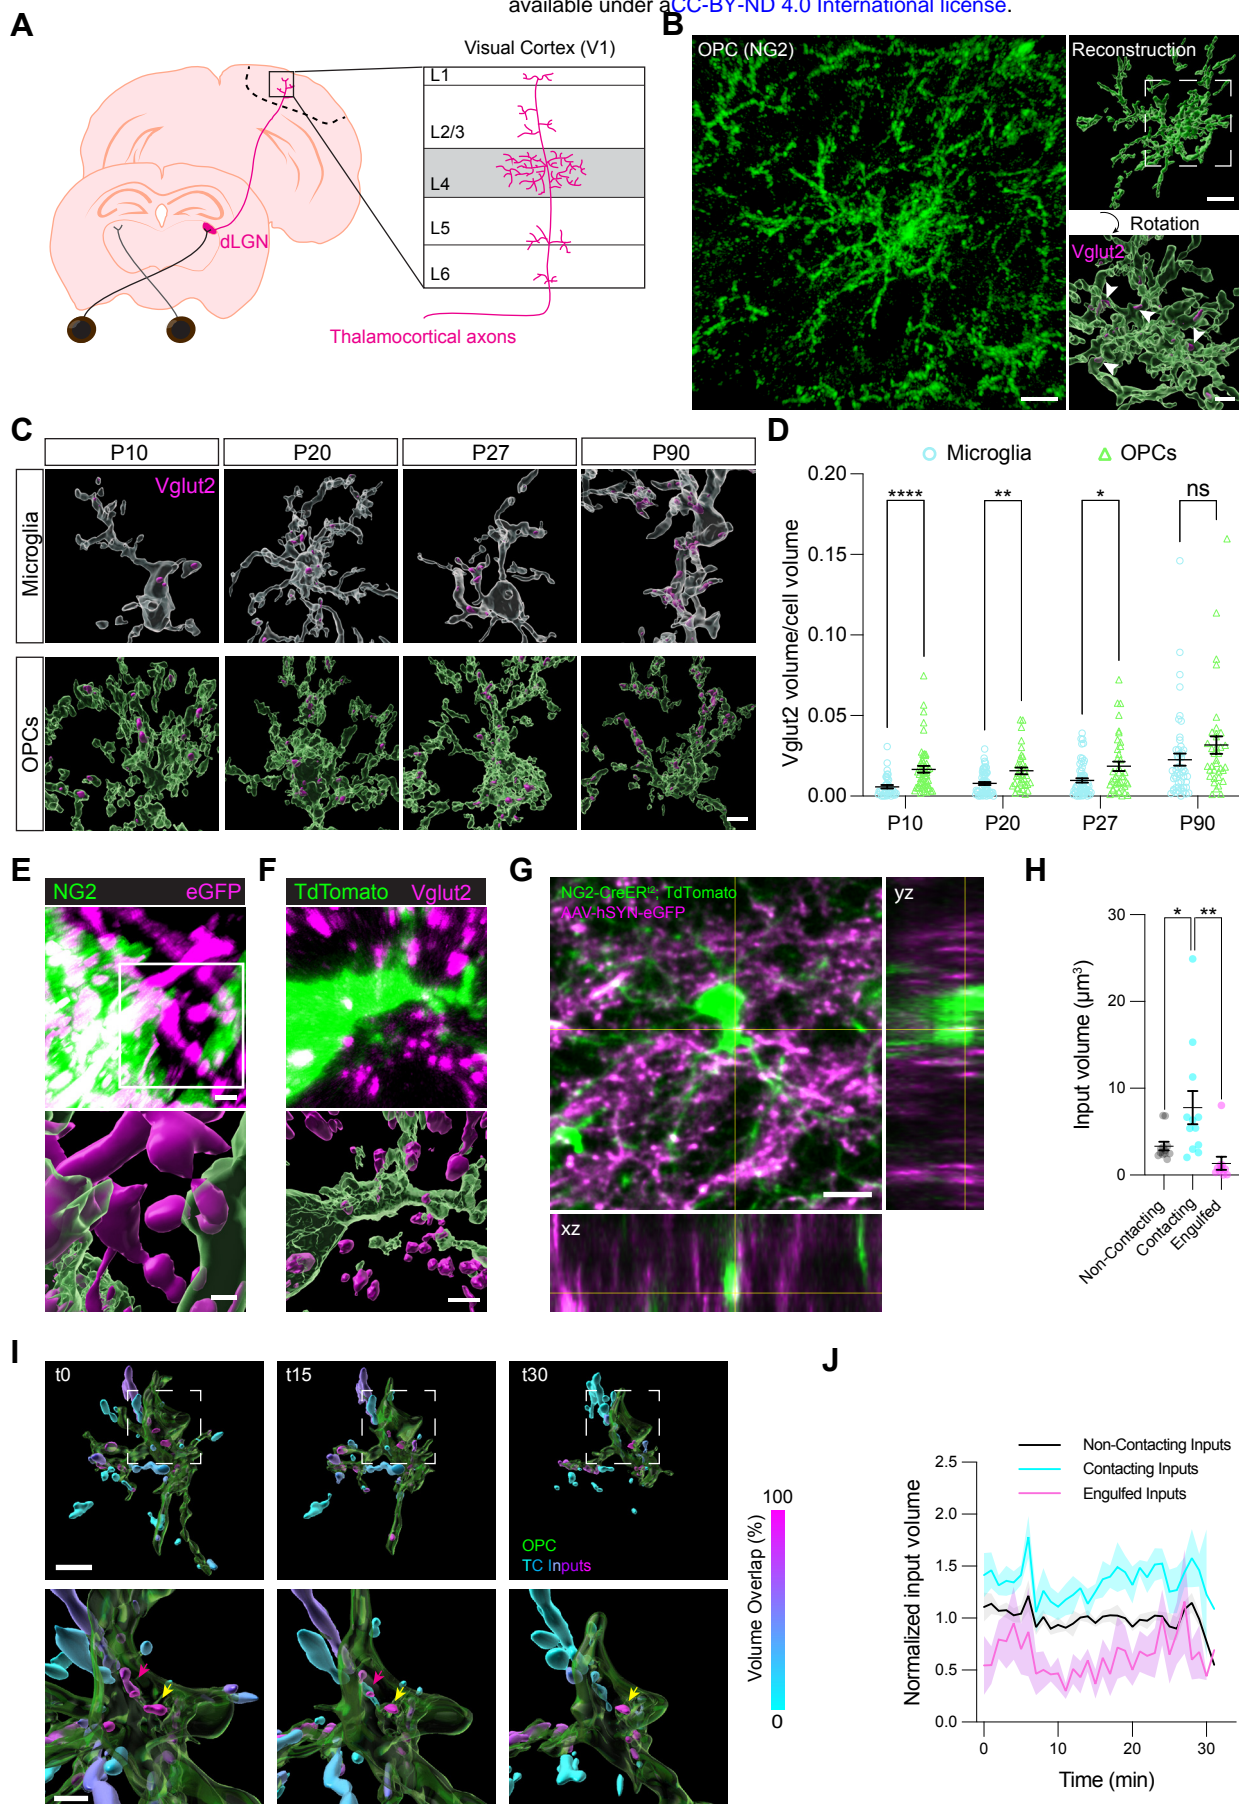 available under aCC-BY-ND 4.0 International license.
A
Visual Cortex (V1)
L1
L2/3
L4
L5
L6
dLGN
Thalamocortical axons
B
OPC (NG2)
Reconstruction
Rotation
Vglut2
C
P10
P20
P27
P90
Microglia
Vglut2
OPCs
D
Microglia
OPCs
Vglut2 volume/cell volume
0.20
0.15
0.10
0.05
0.00
****
**
*
ns
P10
P20
P27
P90
E
NG2
eGFP
F
TdTomato
Vglut2
G
NG2-CreERᵗ²; TdTomato
AAV-hSYN-eGFP
yz
xz
H
Input volume (µm³)
30
20
10
0
*
**
Non-Contacting
Contacting
Engulfed
I
t0
t15
t30
OPC
TC Inputs
100
Volume Overlap (%)
0
J
Non-Contacting Inputs
Contacting Inputs
Engulfed Inputs
Normalized input volume
2.5
2.0
1.5
1.0
0.5
0.0
0
10
20
30
Time (min)